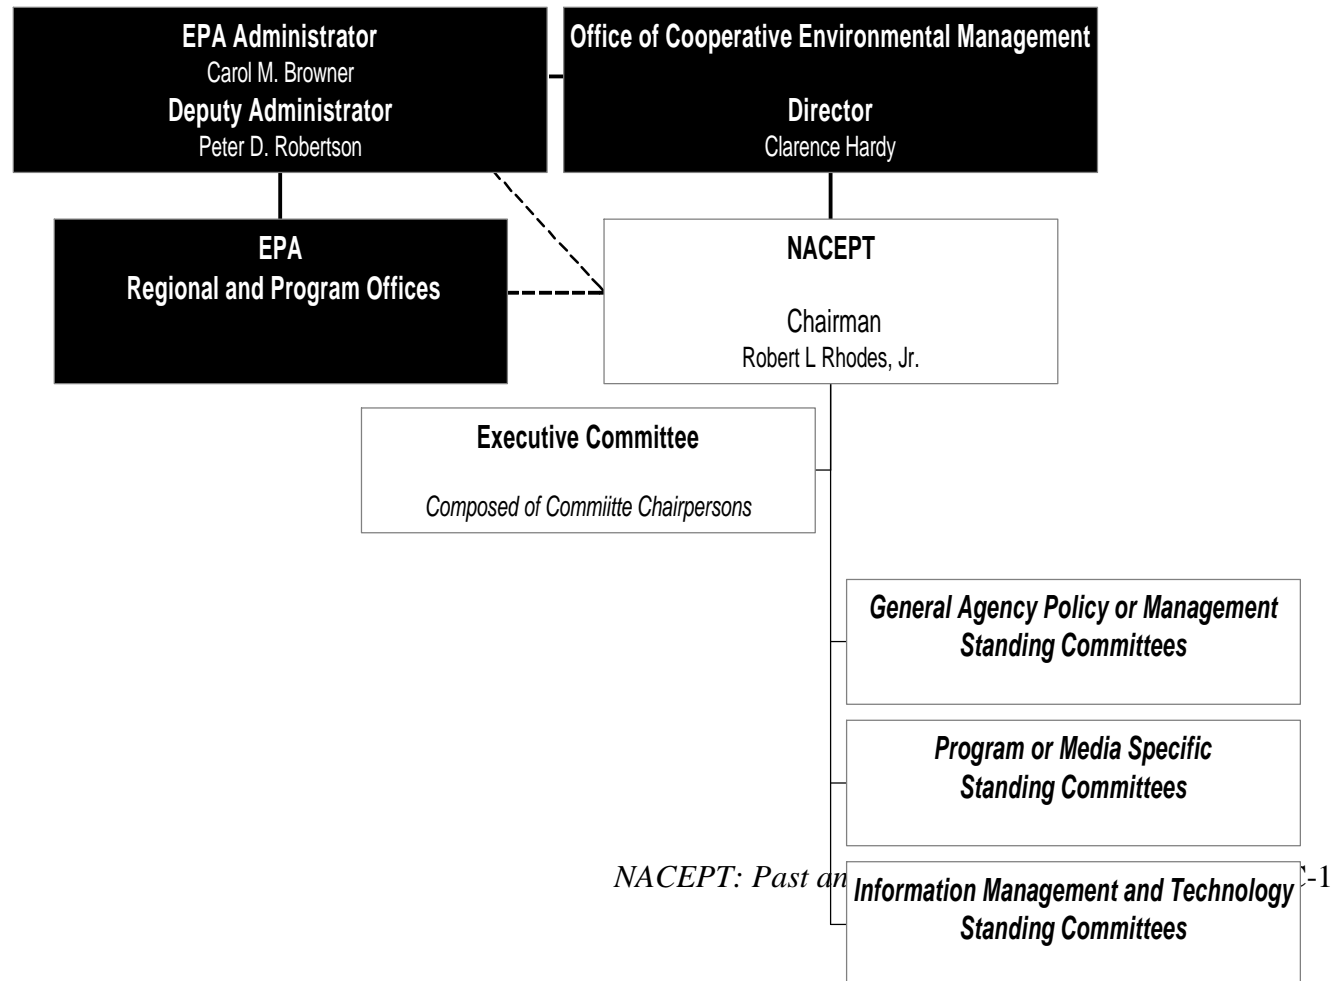 EPA Administrator
Carol M. Browner
Deputy Administrator
Peter D. Robertson
Office of Cooperative Environmental Management
Director
Clarence Hardy
EPA
Regional and Program Offices
NACEPT
Chairman
Robert L Rhodes, Jr.
Executive Committee
Composed of Commiitte Chairpersons
General Agency Policy or Management
Standing Committees
Program or Media Specific
Standing Committees
NACEPT: Past -1
Information Management and Technology
Standing Committees